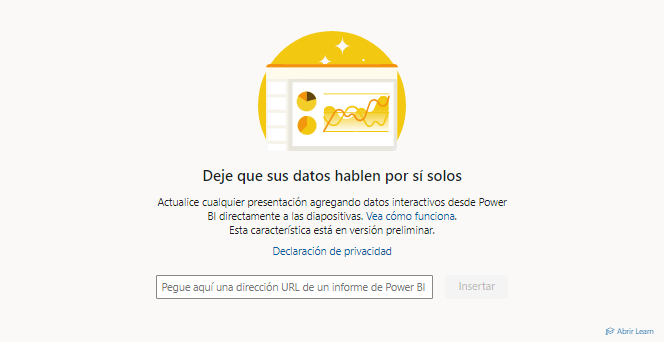 Deje que sus datos hablen por sí solos
Actualice cualquier presentación agregando datos interactivos desde Power
BI directamente a las diapositivas. Vea cómo funciona.
Esta característica está en versión preliminar.
Declaración de privacidad
Pegue aquí una dirección URL de un informe de Power BI
Insertar
Abrir Learn